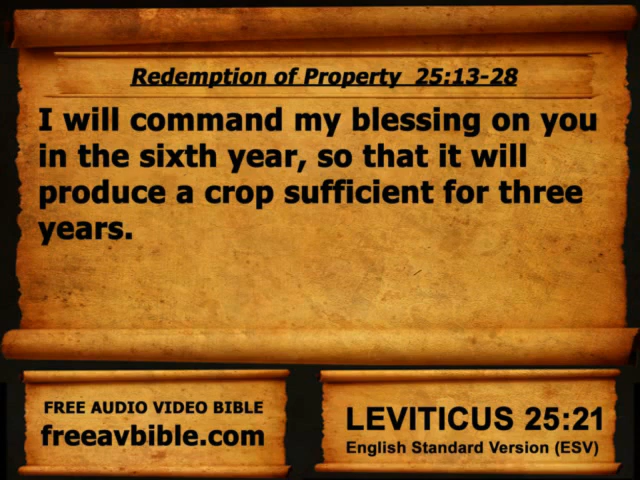 Redemption of Property 25:13-28
I will command my blessing on you
in the sixth year, so that it will
produce a crop sufficient for three
years.
FREE AUDIO VIDEO BIBLE
freeavbible.com
LEVITICUS 25:21
English Standard Version (ESV)